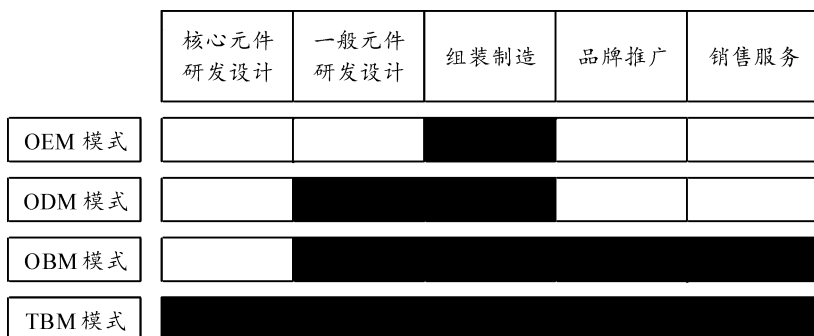 核心元件 一般元件 组装制造 品牌推广 销售服务
研发设计 研发设计
OEM 模式
ODM 模式
OBM 模式
TBM 模式